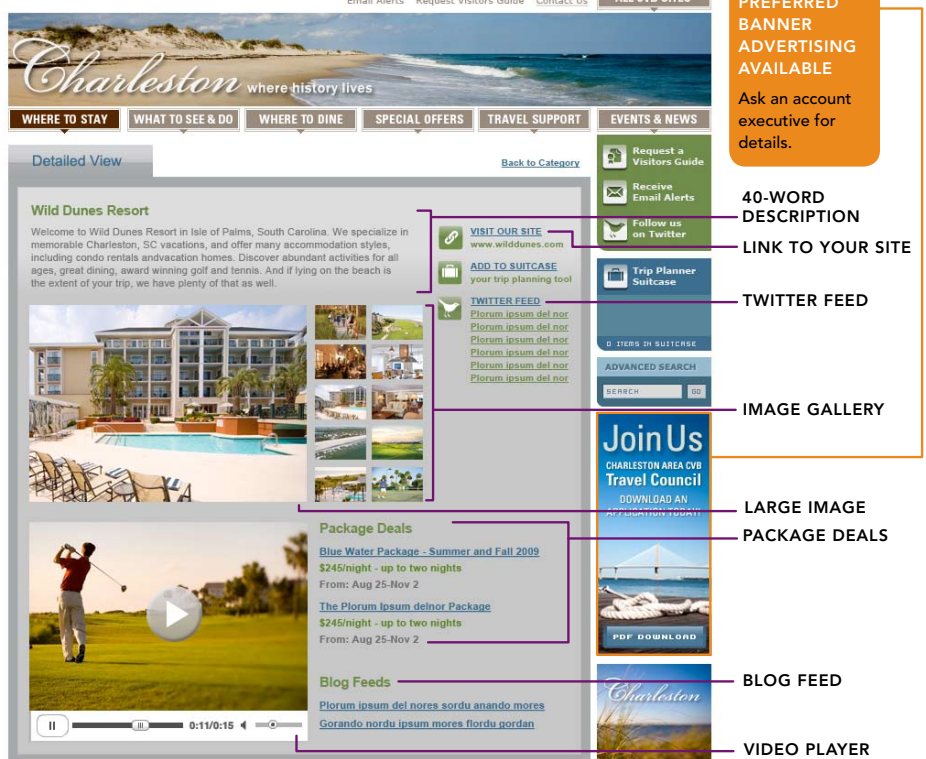 Email Alerts Request Visitors Guide Contact Us
ALL CVB SITES
Charleston where history lives
WHERE TO STAY WHAT TO SEE & DO WHERE TO DINE SPECIAL OFFERS TRAVEL SUPPORT EVENTS & NEWS
Detailed View
Back to Category
Wild Dunes Resort
Welcome to Wild Dunes Resort in Isle of Palms, South Carolina. We specialize in
memorable Charleston, SC vacations, and offer many accommodation styles,
including condo rentals andvacation homes. Discover abundant activities for all
ages, great dining, award winning golf and tennis. And if lying on the beach is
the extent of your trip, we have plenty of that as well.
VISIT OUR SITE
www.wilddunes.com
ADD TO SUITCASE
your trip planning tool
TWITTER FEED
Plorum ipsum del nor
Plorum ipsum del nor
Plorum ipsum del nor
Plorum ipsum del nor
Plorum ipsum del nor
Plorum ipsum del nor
Package Deals
Blue Water Package - Summer and Fall 2009
$245/night - up to two nights
From: Aug 25-Nov 2
The Plorum Ipsum delnor Package
$245/night - up to two nights
From: Aug 25-Nov 2
Blog Feeds
Plorum ipsum del nores sordu anando mores
Gorando nordu ipsum mores flordu gordan
0:11/0:15
Request a
Visitors Guide
Receive
Email Alerts
Follow us
on Twitter
Trip Planner
Suitcase
0 ITEMS IN SUITCASE
ADVANCED SEARCH
SEARCH GO
Join Us
CHARLESTON AREA CVB
Travel Council
DOWNLOAD AN
APPLICATION TODAY!
PDF DOWNLOAD
Charleston
PREFERRED
BANNER
ADVERTISING
AVAILABLE
Ask an account
executive for
details.
40-WORD
DESCRIPTION
LINK TO YOUR SITE
TWITTER FEED
IMAGE GALLERY
LARGE IMAGE
PACKAGE DEALS
BLOG FEED
VIDEO PLAYER